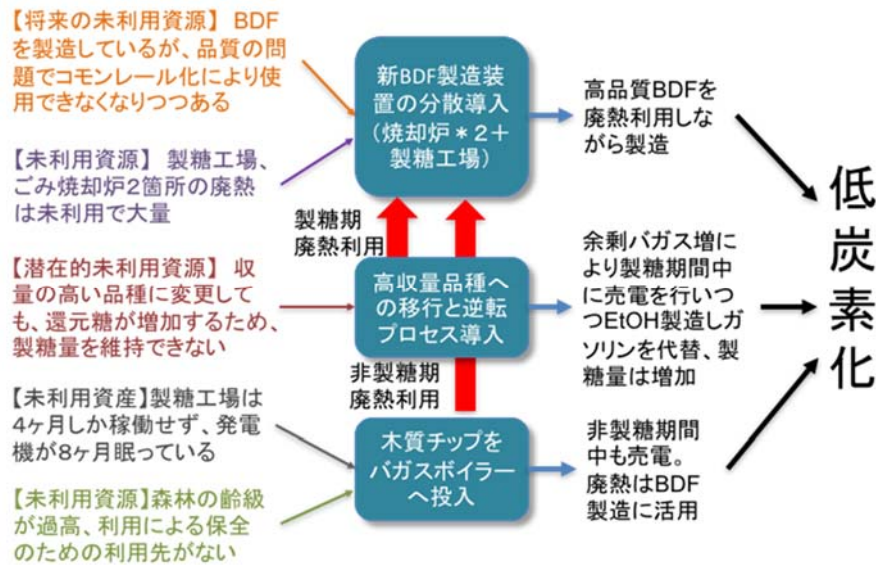 【将来の未利用資源】 BDF
を製造しているが、品質の問
題でコモンレール化により使
用できなくなりつつある
【未利用資源】 製糖工場、
ごみ焼却炉2箇所の廃熱
は未利用で大量
【潜在的未利用資源】 収
量の高い品種に変更して
も、還元糖が増加するため、
製糖量を維持できない
【未利用資産】製糖工場は
4ヶ月しか稼働せず、発電
機が8ヶ月眠っている
【未利用資源】森林の齢級
が過高、利用による保全
のための利用先がない
新BDF製造装
置の分散導入
(焼却炉*2+
製糖工場)
製糖期
廃熱利用
高収量品種へ
の移行と逆転
プロセス導入
非製糖期
廃熱利用
木質チップを
バガスボイラー
へ投入
高品質BDFを
廃熱利用しな
がら製造
余剰バガス増に
より製糖期間中
に売電を行いつ
つEtOH製造しガ
ソリンを代替、製
糖量は増加
非製糖期間
中も売電。
廃熱はBDF
製造に活用
低炭素化